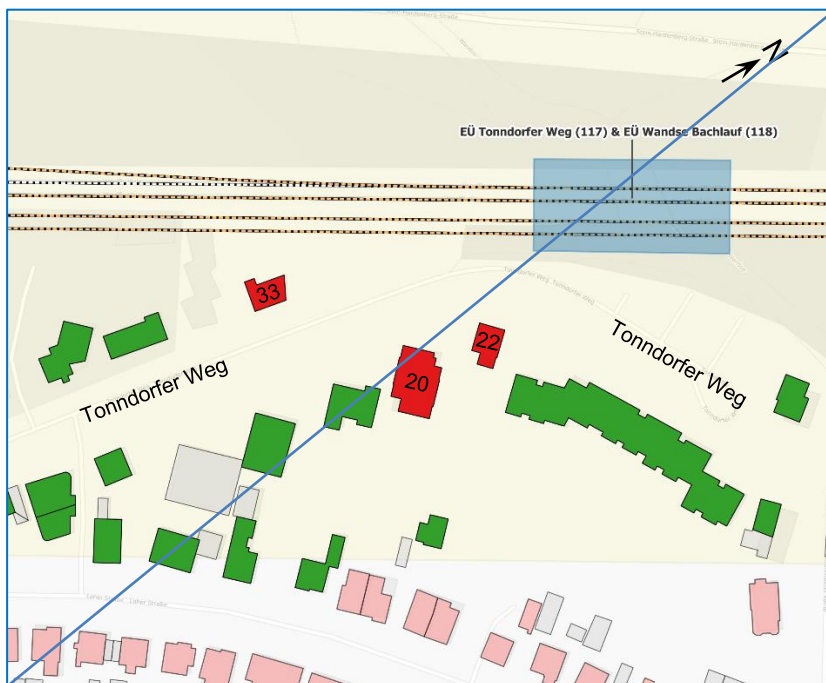 N
EÜ Tonndorfer Weg (117) & EÜ Wandse Bachlauf (118)
33
22
20
Tonndorfer Weg
Tonndorfer Weg